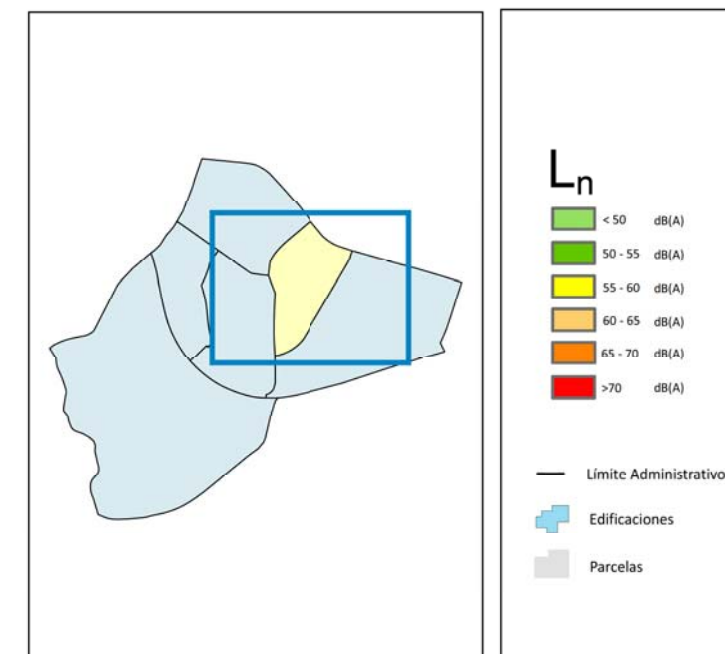 Ln
< 50 dB(A)
50 - 55 dB(A)
55 - 60 dB(A)
60 - 65 dB(A)
65 - 70 dB(A)
>70 dB(A)
Límite Administrativo
Edificaciones
Parcelas